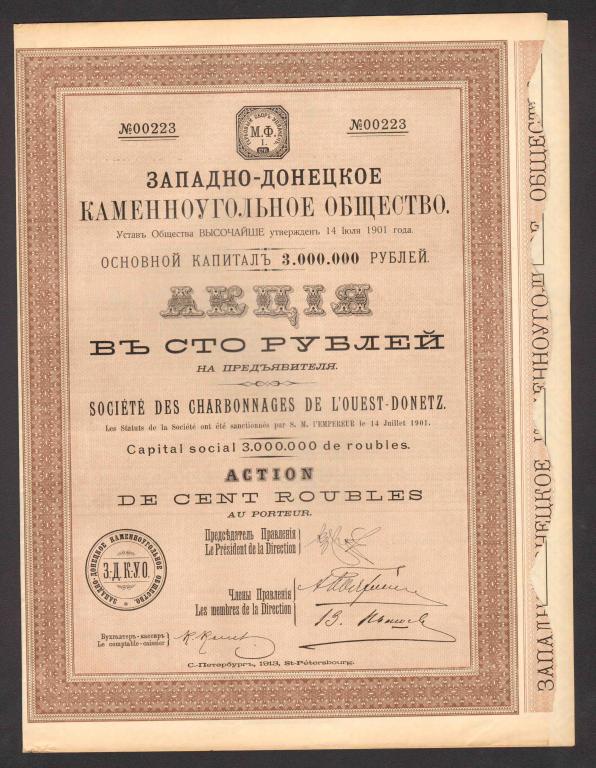 №00223
М.Ф.
I.
№00223
ЗАПАДНО-ДОНЕЦКОЕ
КАМЕННОУГОЛЬНОЕ ОБЩЕСТВО.
Уставъ Общества ВЫСОЧАЙШЕ утвержденъ 14 Іюля 1901 года.
ОСНОВНОЙ КАПИТАЛЪ 3.000.000 РУБЛЕЙ.
АКЦІЯ
ВЪ СТО РУБЛЕЙ
НА ПРЕДЪЯВИТЕЛЯ.
SOCIÉTÉ DES CHARBONNAGES DE L'OUEST-DONETZ.
Les Statuts de la Société ont été sanctionnés par S. M. l'EMPEREUR le 14 Juillet 1901.
Capital social 3.000.000 de roubles.
ACTION
DE CENT ROUBLES
AU PORTEUR.
Предсѣдатель Правленія
Le Président de la Direction
ЗАПАДНО-ДОНЕЦКОЕ КАМЕННОУГОЛЬНОЕ ОБЩЕСТВО.
З.Д.К.У.О.
Члены Правленія
Les membres de la Direction
Бухгалтеръ-кассиръ
Le comptable-caissier
С.-Петербургъ, 1913, St-Pétersbourg.
ОБЩЕС